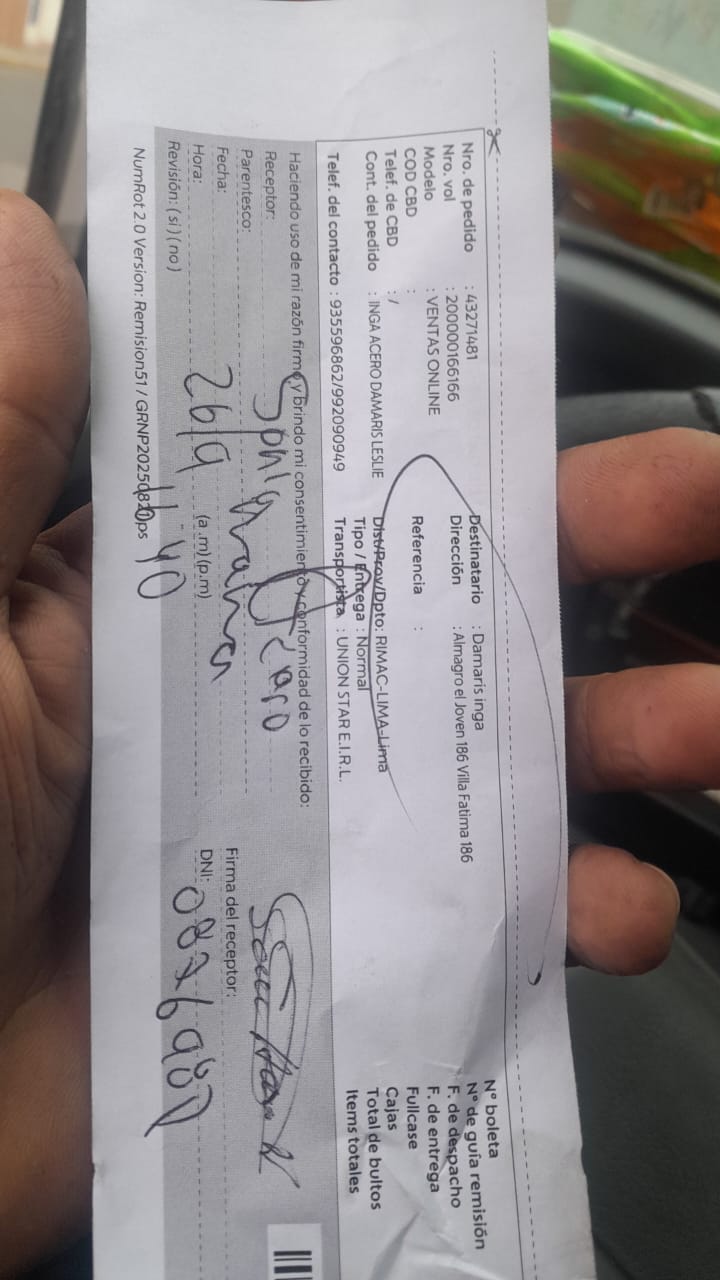 Nro. de pedido : 43271481
Nro. vol : 200000166166
Modelo : VENTAS ONLINE
COD CBD :
Telef. de CBD : /
Cont. del pedido : INGA ACERO DAMARIS LESLIE
Telef. del contacto : 935596862/992090949
Destinatario : Damaris inga
Dirección : Almagro el Joven 186 Villa Fatima 186
Referencia :
Dist/Prov/Dpto: RIMAC-LIMA-Lima
Tipo / Entrega : Normal
Transportista : UNION STAR E.I.R.L.
N° boleta
N° de guía remisión
F. de despacho
F. de entrega
Fullcase
Cajas
Total de bultos
Items totales
Haciendo uso de mi razón firmo y brindo mi consentimiento y conformidad de lo recibido:
Receptor: Sonia Acero
Parentesco: mama
Fecha: 26/9
Hora: 11:40 (a.m)(p.m)
Revisión: (si) (no)
Firma del receptor:
DNI:
NumRot 2.0 Version: Remision51 / GRNP20250820ps